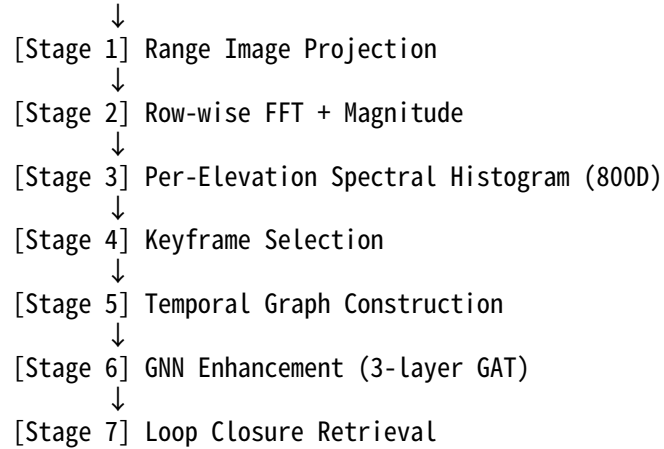 ↓
[Stage 1] Range Image Projection
↓
[Stage 2] Row-wise FFT + Magnitude
↓
[Stage 3] Per-Elevation Spectral Histogram (800D)
↓
[Stage 4] Keyframe Selection
↓
[Stage 5] Temporal Graph Construction
↓
[Stage 6] GNN Enhancement (3-layer GAT)
↓
[Stage 7] Loop Closure Retrieval